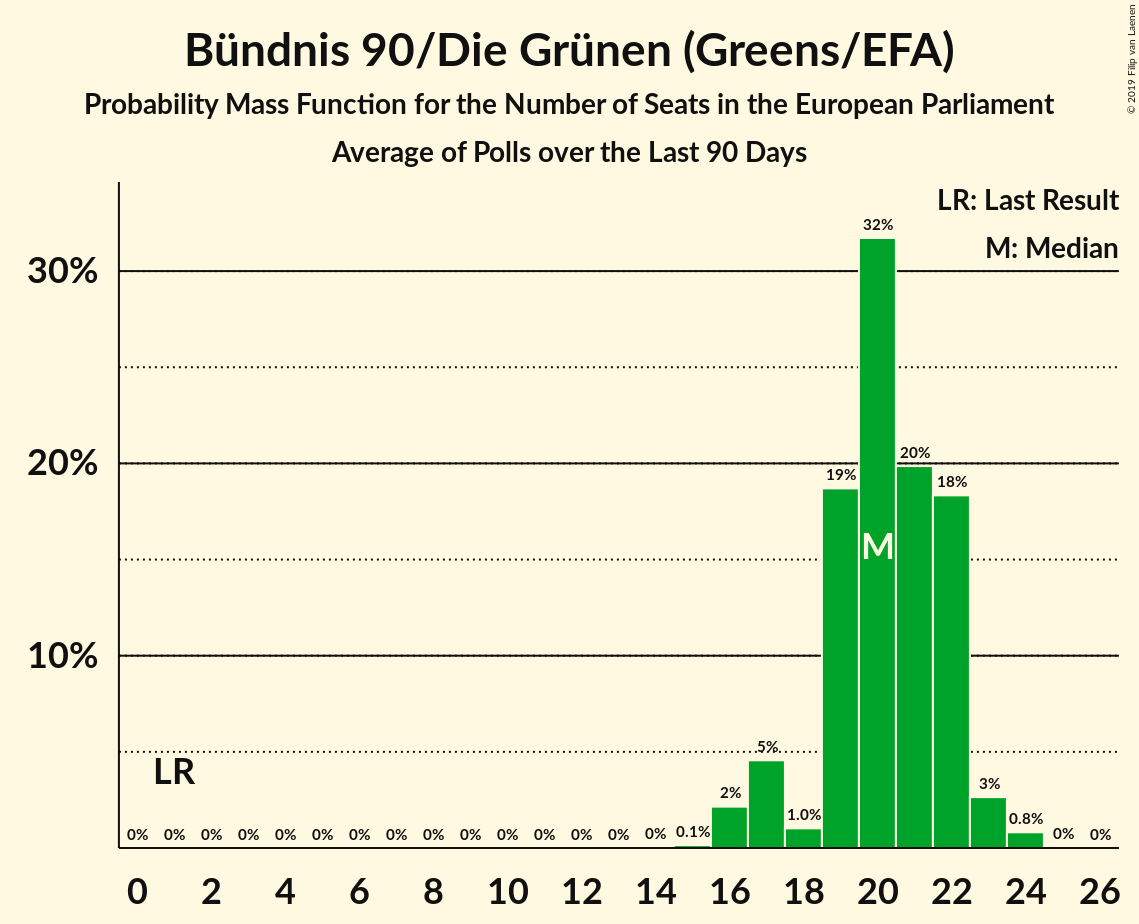 Bündnis 90/Die Grünen (Greens/EFA)
Probability Mass Function for the Number of Seats in the European Parliament
Average of Polls over the Last 90 Days
© 2019 Filip van Laenen
LR: Last Result
M: Median
32%
30%
20%
20%
19%
18%
M
10%
5%
LR
2%
3%
1.0%
0.8%
0% 0% 0% 0% 0% 0% 0% 0% 0% 0% 0% 0% 0% 0% 0% 0.1% 0% 0%
0 2 4 6 8 10 12 14 16 18 20 22 24 26